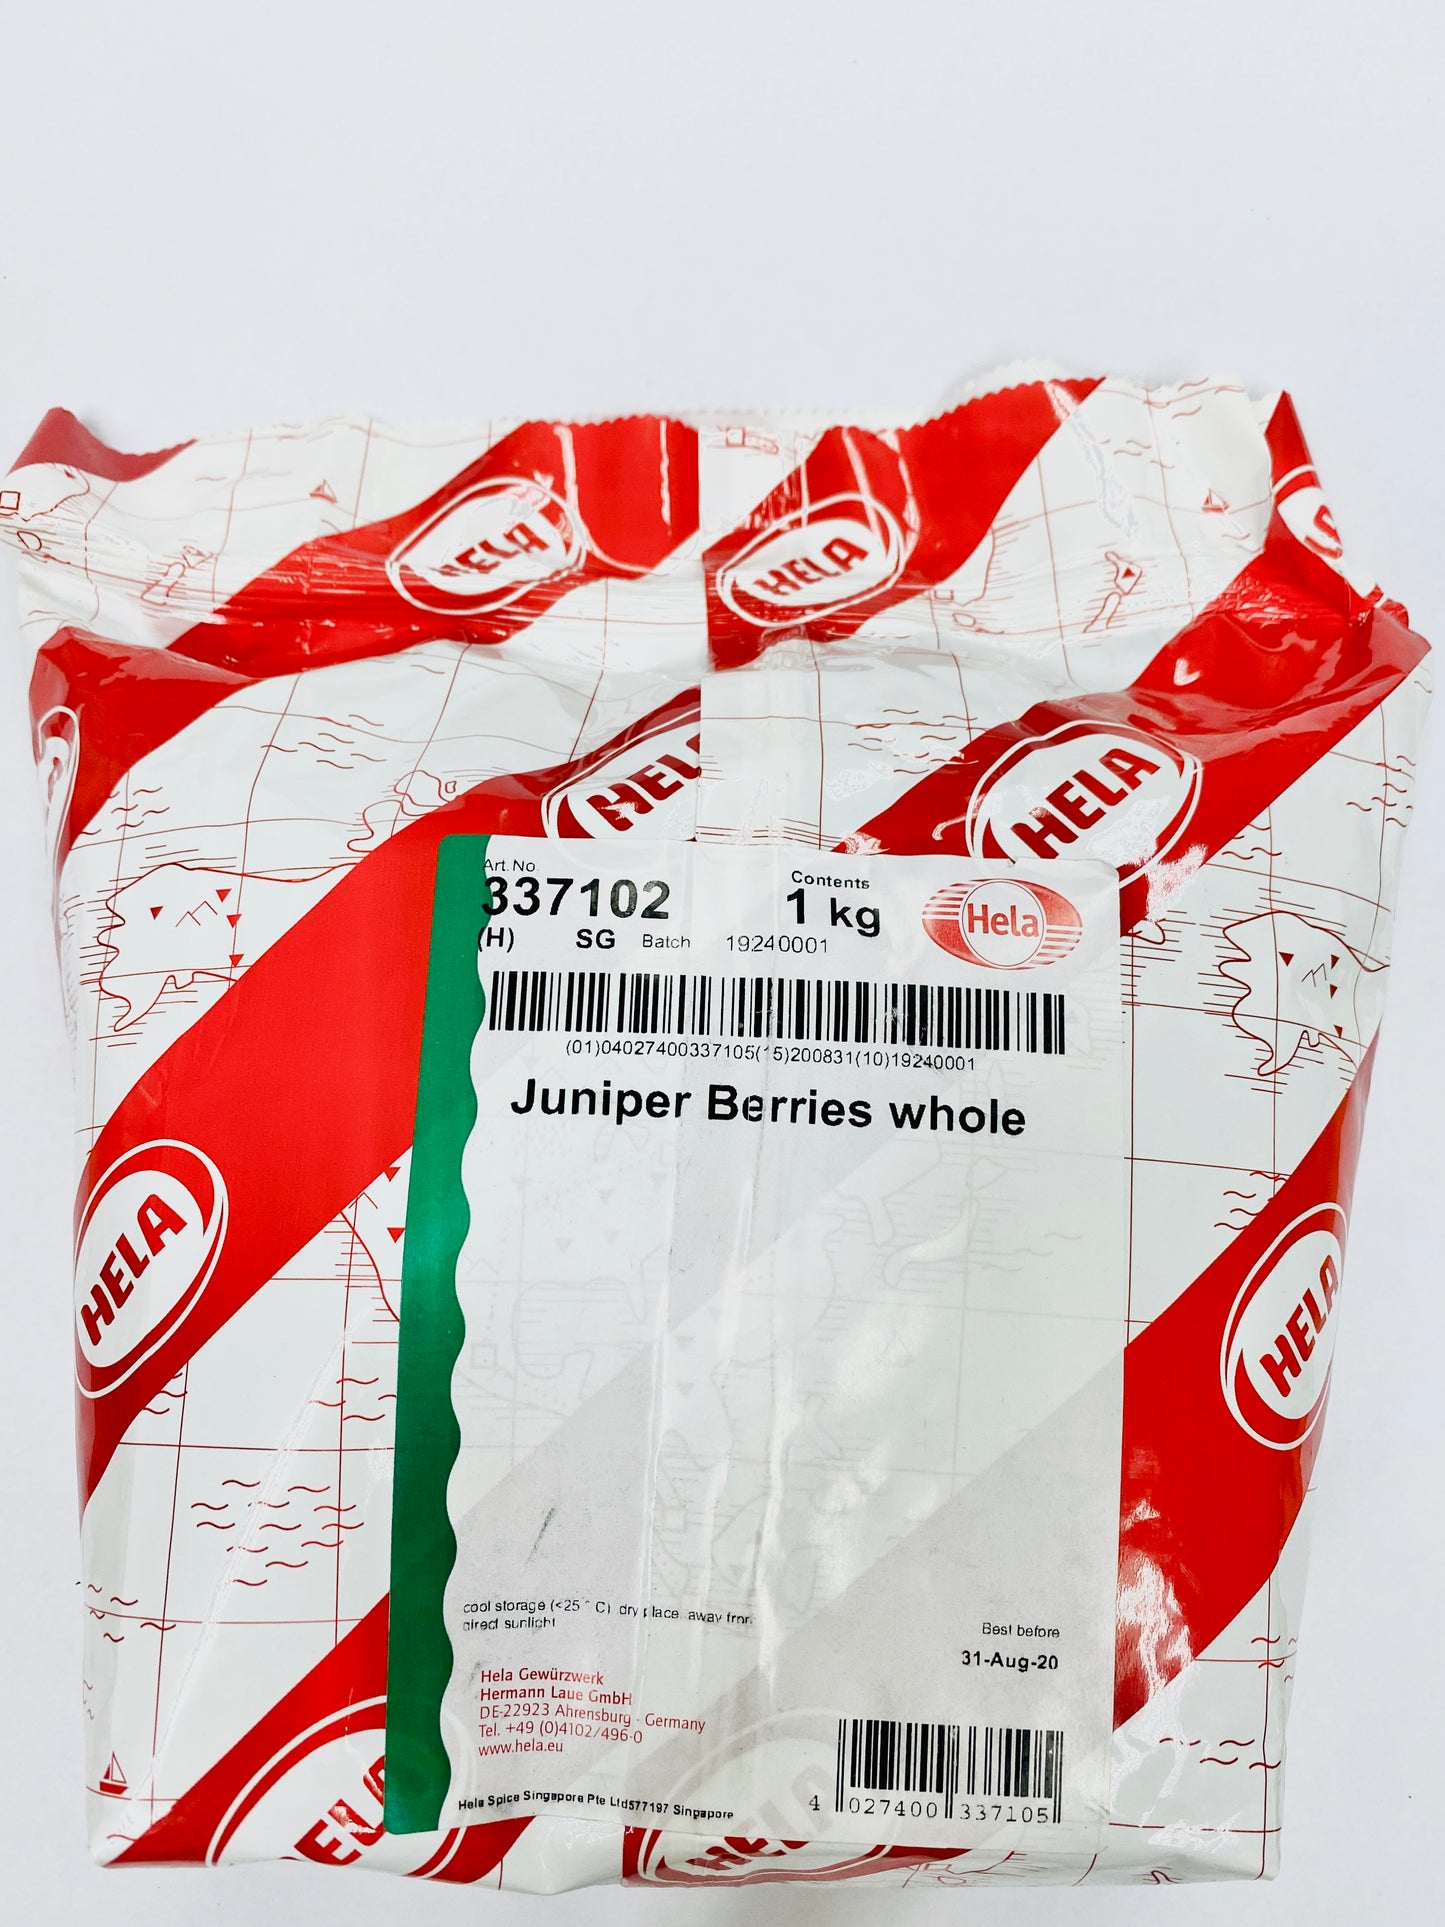 HELA
HELA
HELA
HELA
Art.No.
337102
Contents
1 kg
Hela
(H) SG Batch 19240001
(01)04027400337105(15)200831(10)19240001
Juniper Berries whole
HELA
HELA
cool storage (<25 ° C) dry place, away from
direct sunlight
Best before
31-Aug-20
Hela Gewürzwerk
Hermann Laue GmbH
DE-22923 Ahrensburg · Germany
Tel. +49 (0)4102/496-0
www.hela.eu
Hela Spice Singapore Pte Ltd577197 Singapore
4 027400 337105
HELA
HELA